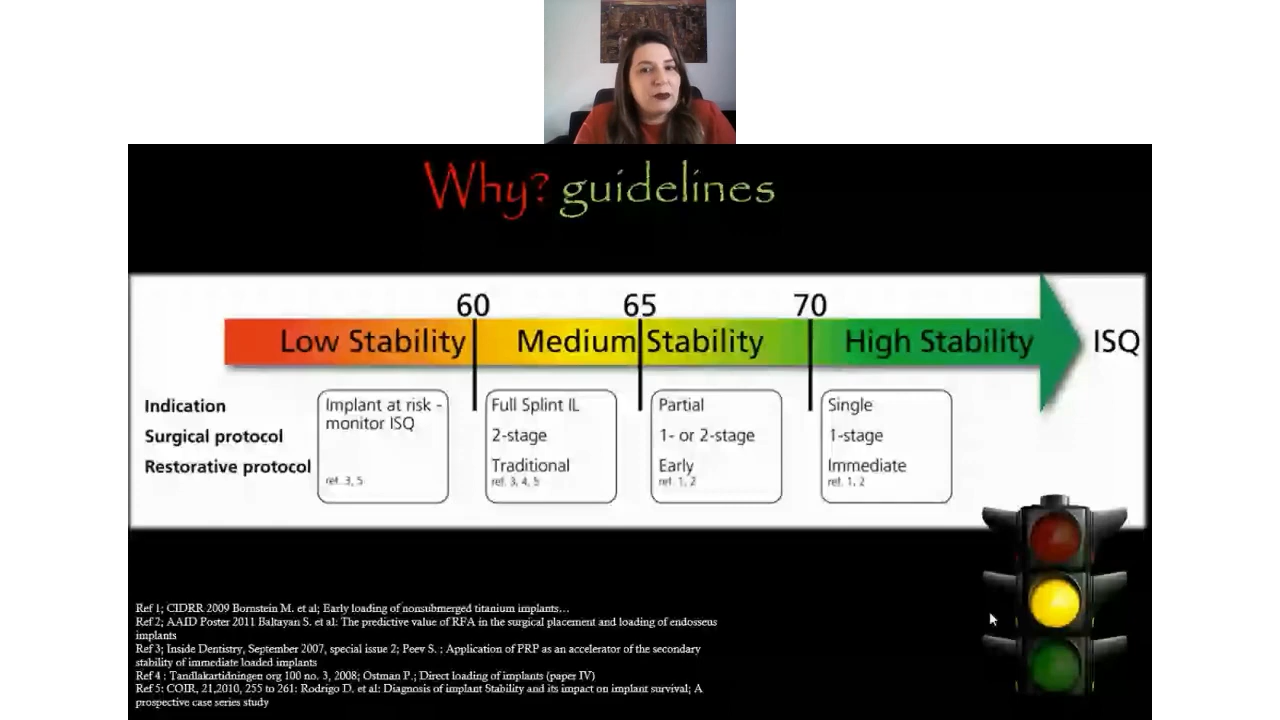 Why? guidelines
60 65 70
Low Stability Medium Stability High Stability ISQ
Indication
Surgical protocol
Restorative protocol
Implant at risk -
monitor ISQ
ref. 3, 5
Full Splint IL
2-stage
Traditional
ref. 3, 4, 5
Partial
1- or 2-stage
Early
ref. 1, 2
Single
1-stage
Immediate
ref. 1, 2
Ref 1; CIDRR 2009 Bornstein M. et al; Early loading of nonsubmerged titanium implants…
Ref 2; AAID Poster 2011 Baltayan S. et al: The predictive value of RFA in the surgical placement and loading of endosseus
implants
Ref 3; Inside Dentistry, September 2007, special issue 2; Peev S. ; Application of PRP as an accelerator of the secondary
stability of immediate loaded implants
Ref 4 : Tandlakartidningen org 100 no. 3, 2008; Ostman P.; Direct loading of implants (paper IV)
Ref 5: COIR, 21,2010, 255 to 261: Rodrigo D. et al: Diagnosis of implant Stability and its impact on implant survival; A
prospective case series study